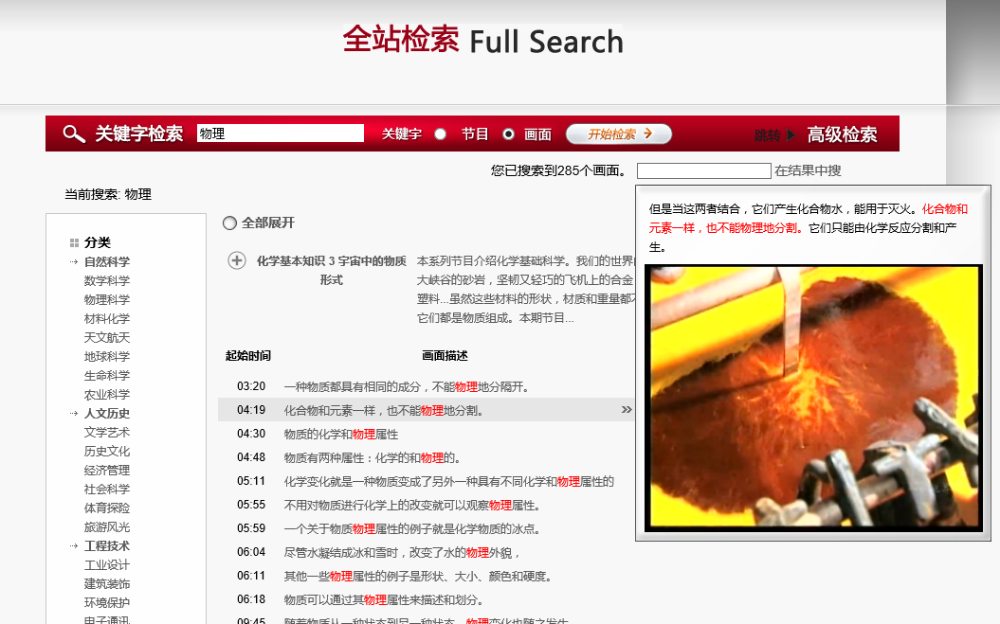 全站检索 Full Search
关键字检索 物理 关键字 节目 画面 开始检索 跳转 高级检索
您已搜索到285个画面。 在结果中搜
当前搜索: 物理
分类
自然科学
数学科学
物理科学
材料化学
天文航天
地球科学
生命科学
农业科学
人文历史
文学艺术
历史文化
经济管理
社会科学
体育探险
旅游风光
工程技术
工业设计
建筑装饰
环境保护
电子通讯
全部展开
化学基本知识 3 宇宙中的物质
形式
本系列节目介绍化学基础科学。我们的世界
大峡谷的砂岩，坚韧又轻巧的飞机上的合金
塑料...虽然这些材料的形状，材质和重量都不
它们都是物质组成。本期节目...
起始时间 画面描述
03:20 一种物质都具有相同的成分，不能物理地分隔开。
04:19 化合物和元素一样，也不能物理地分割。
04:30 物质的化学和物理属性
04:48 物质有两种属性：化学的和物理的。
05:11 化学变化就是一种物质变成了另外一种具有不同化学和物理属性的
05:55 不用对物质进行化学上的改变就可以观察物理属性。
05:59 一个关于物质物理属性的例子就是化学物质的冰点。
06:04 尽管水凝结成冰和雪时，改变了水的物理外貌，
06:11 其他一些物理属性的例子是形状、大小、颜色和硬度。
06:18 物质可以通过其物理属性来描述和划分。
09:45 随着物质从一种状态到另一种状态，物理变化也随之发生
但是当这两者结合，它们产生化合物水，能用于灭火。化合物和
元素一样，也不能物理地分割。它们只能由化学反应分割和产
生。